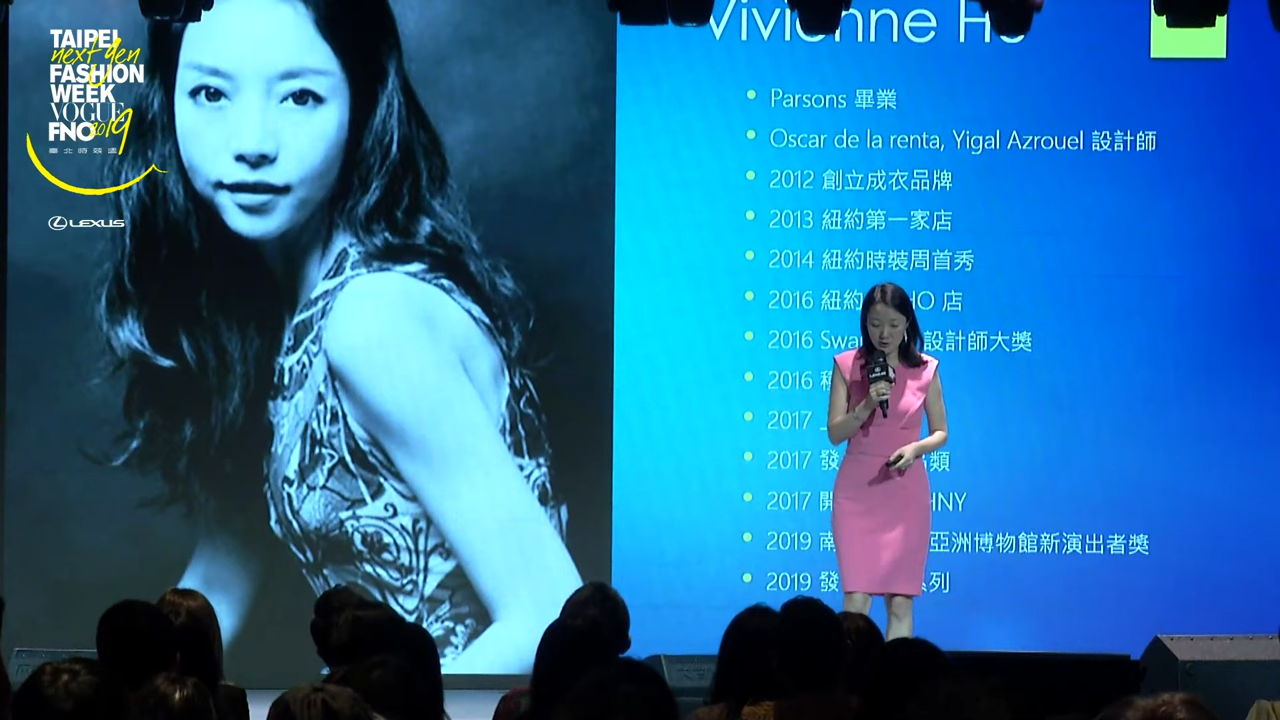 TAIPEI
next gen
FASHION
WEEK
VOGUE
FNO 2019
臺北時裝週
LEXUS
Vivienne
Parsons 畢業
Oscar de la renta, Yigal Azrouel 設計師
2012 創立成衣品牌
2013 紐約第一家店
2014 紐約時裝周首秀
2016 紐約 HO 店
2016 Swa 設計師大獎
2016
2017
2017 發 類
2017 開 HNY
2019 南 亞洲博物館新演出者獎
2019 發 系列
LEXUS